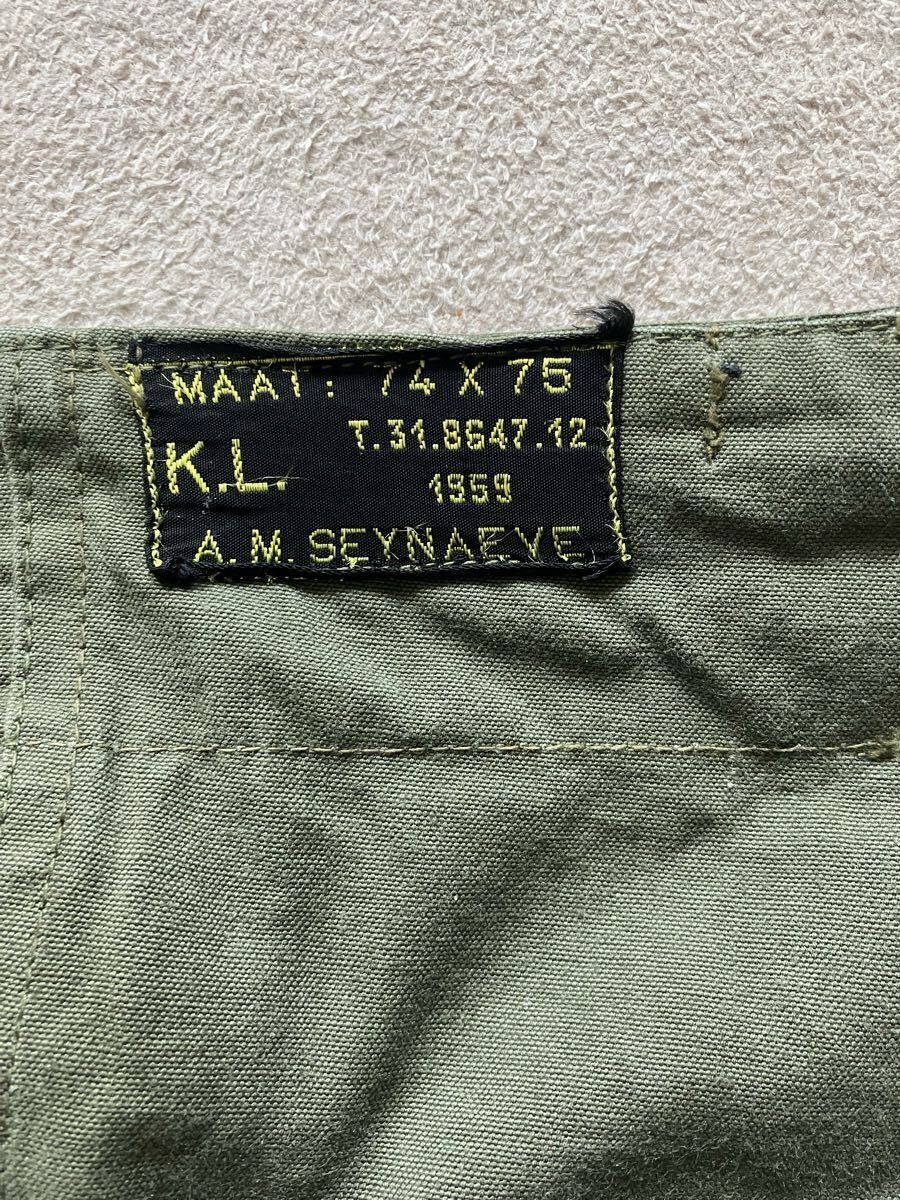 MAAT: 74 X 75
T.31.8647.12
K.L.
1959
A.M. SEYNAEVE